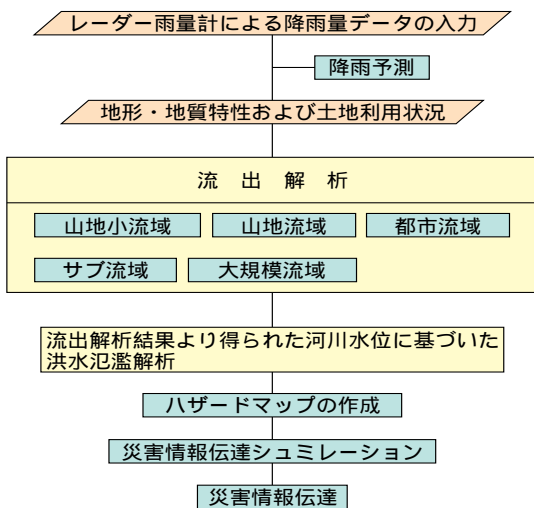 レーダー雨量計による降雨量データの入力
降雨予測
地形・地質特性および土地利用状況
流 出 解 析
山地小流域
山地流域
都市流域
サブ流域
大規模流域
流出解析結果より得られた河川水位に基づいた
洪水氾濫解析
ハザードマップの作成
災害情報伝達シュミレーション
災害情報伝達